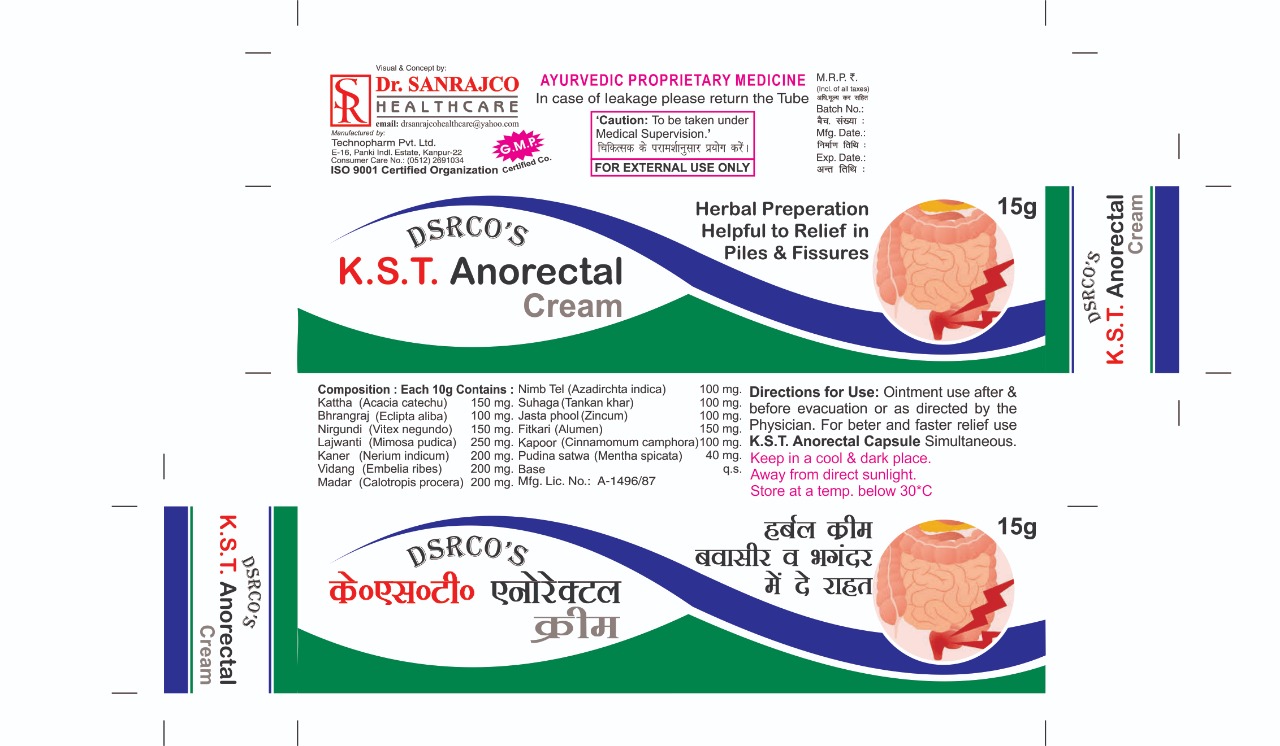 Visual & Concept by:
SR
Dr. SANRAJCO
HEALTHCARE
email: drsanrajcohealthcare@yahoo.com
Manufactured by:
Technopharm Pvt. Ltd.
E-16, Panki Indl. Estate, Kanpur-22
Consumer Care No.: (0512) 2691034
ISO 9001 Certified Organization
G.M.P.
Certified Co.
AYURVEDIC PROPRIETARY MEDICINE
In case of leakage please return the Tube
'Caution: To be taken under
Medical Supervision.'
चिकित्सक के परामर्शानुसार प्रयोग करें।
FOR EXTERNAL USE ONLY
M.R.P. ₹.
(Incl. of all taxes)
अधि.मूल्य कर सहित
Batch No.:
बैच. संख्या :
Mfg. Date.:
निर्माण तिथि :
Exp. Date.:
अन्त तिथि :
DSRCO'S
K.S.T. Anorectal
Cream
Herbal Preparation
Helpful to Relief in
Piles & Fissures
15g
DSRCO'S
K.S.T. Anorectal
Cream
Composition : Each 10g Contains :
Kattha (Acacia catechu) 150 mg.
Bhrangraj (Eclipta aliba) 100 mg.
Nirgundi (Vitex negundo) 150 mg.
Lajwanti (Mimosa pudica) 250 mg.
Kaner (Nerium indicum) 200 mg.
Vidang (Embelia ribes) 200 mg.
Madar (Calotropis procera) 200 mg.
Nimb Tel (Azadirchta indica) 100 mg.
Suhaga (Tankan khar) 100 mg.
Jasta phool (Zincum) 100 mg.
Fitkari (Alumen) 150 mg.
Kapoor (Cinnamomum camphora) 100 mg.
Pudina satwa (Mentha spicata) 40 mg.
Base q.s.
Mfg. Lic. No.: A-1496/87
Directions for Use: Ointment use after &
before evacuation or as directed by the
Physician. For beter and faster relief use
K.S.T. Anorectal Capsule Simultaneous.
Keep in a cool & dark place.
Away from direct sunlight.
Store at a temp. below 30*C
DSRCO'S
K.S.T. Anorectal
Cream
DSRCO'S
के०एस०टी० एनोरेक्टल
क्रीम
हर्बल क्रीम
बवासीर व भगंदर
में दे राहत
15g